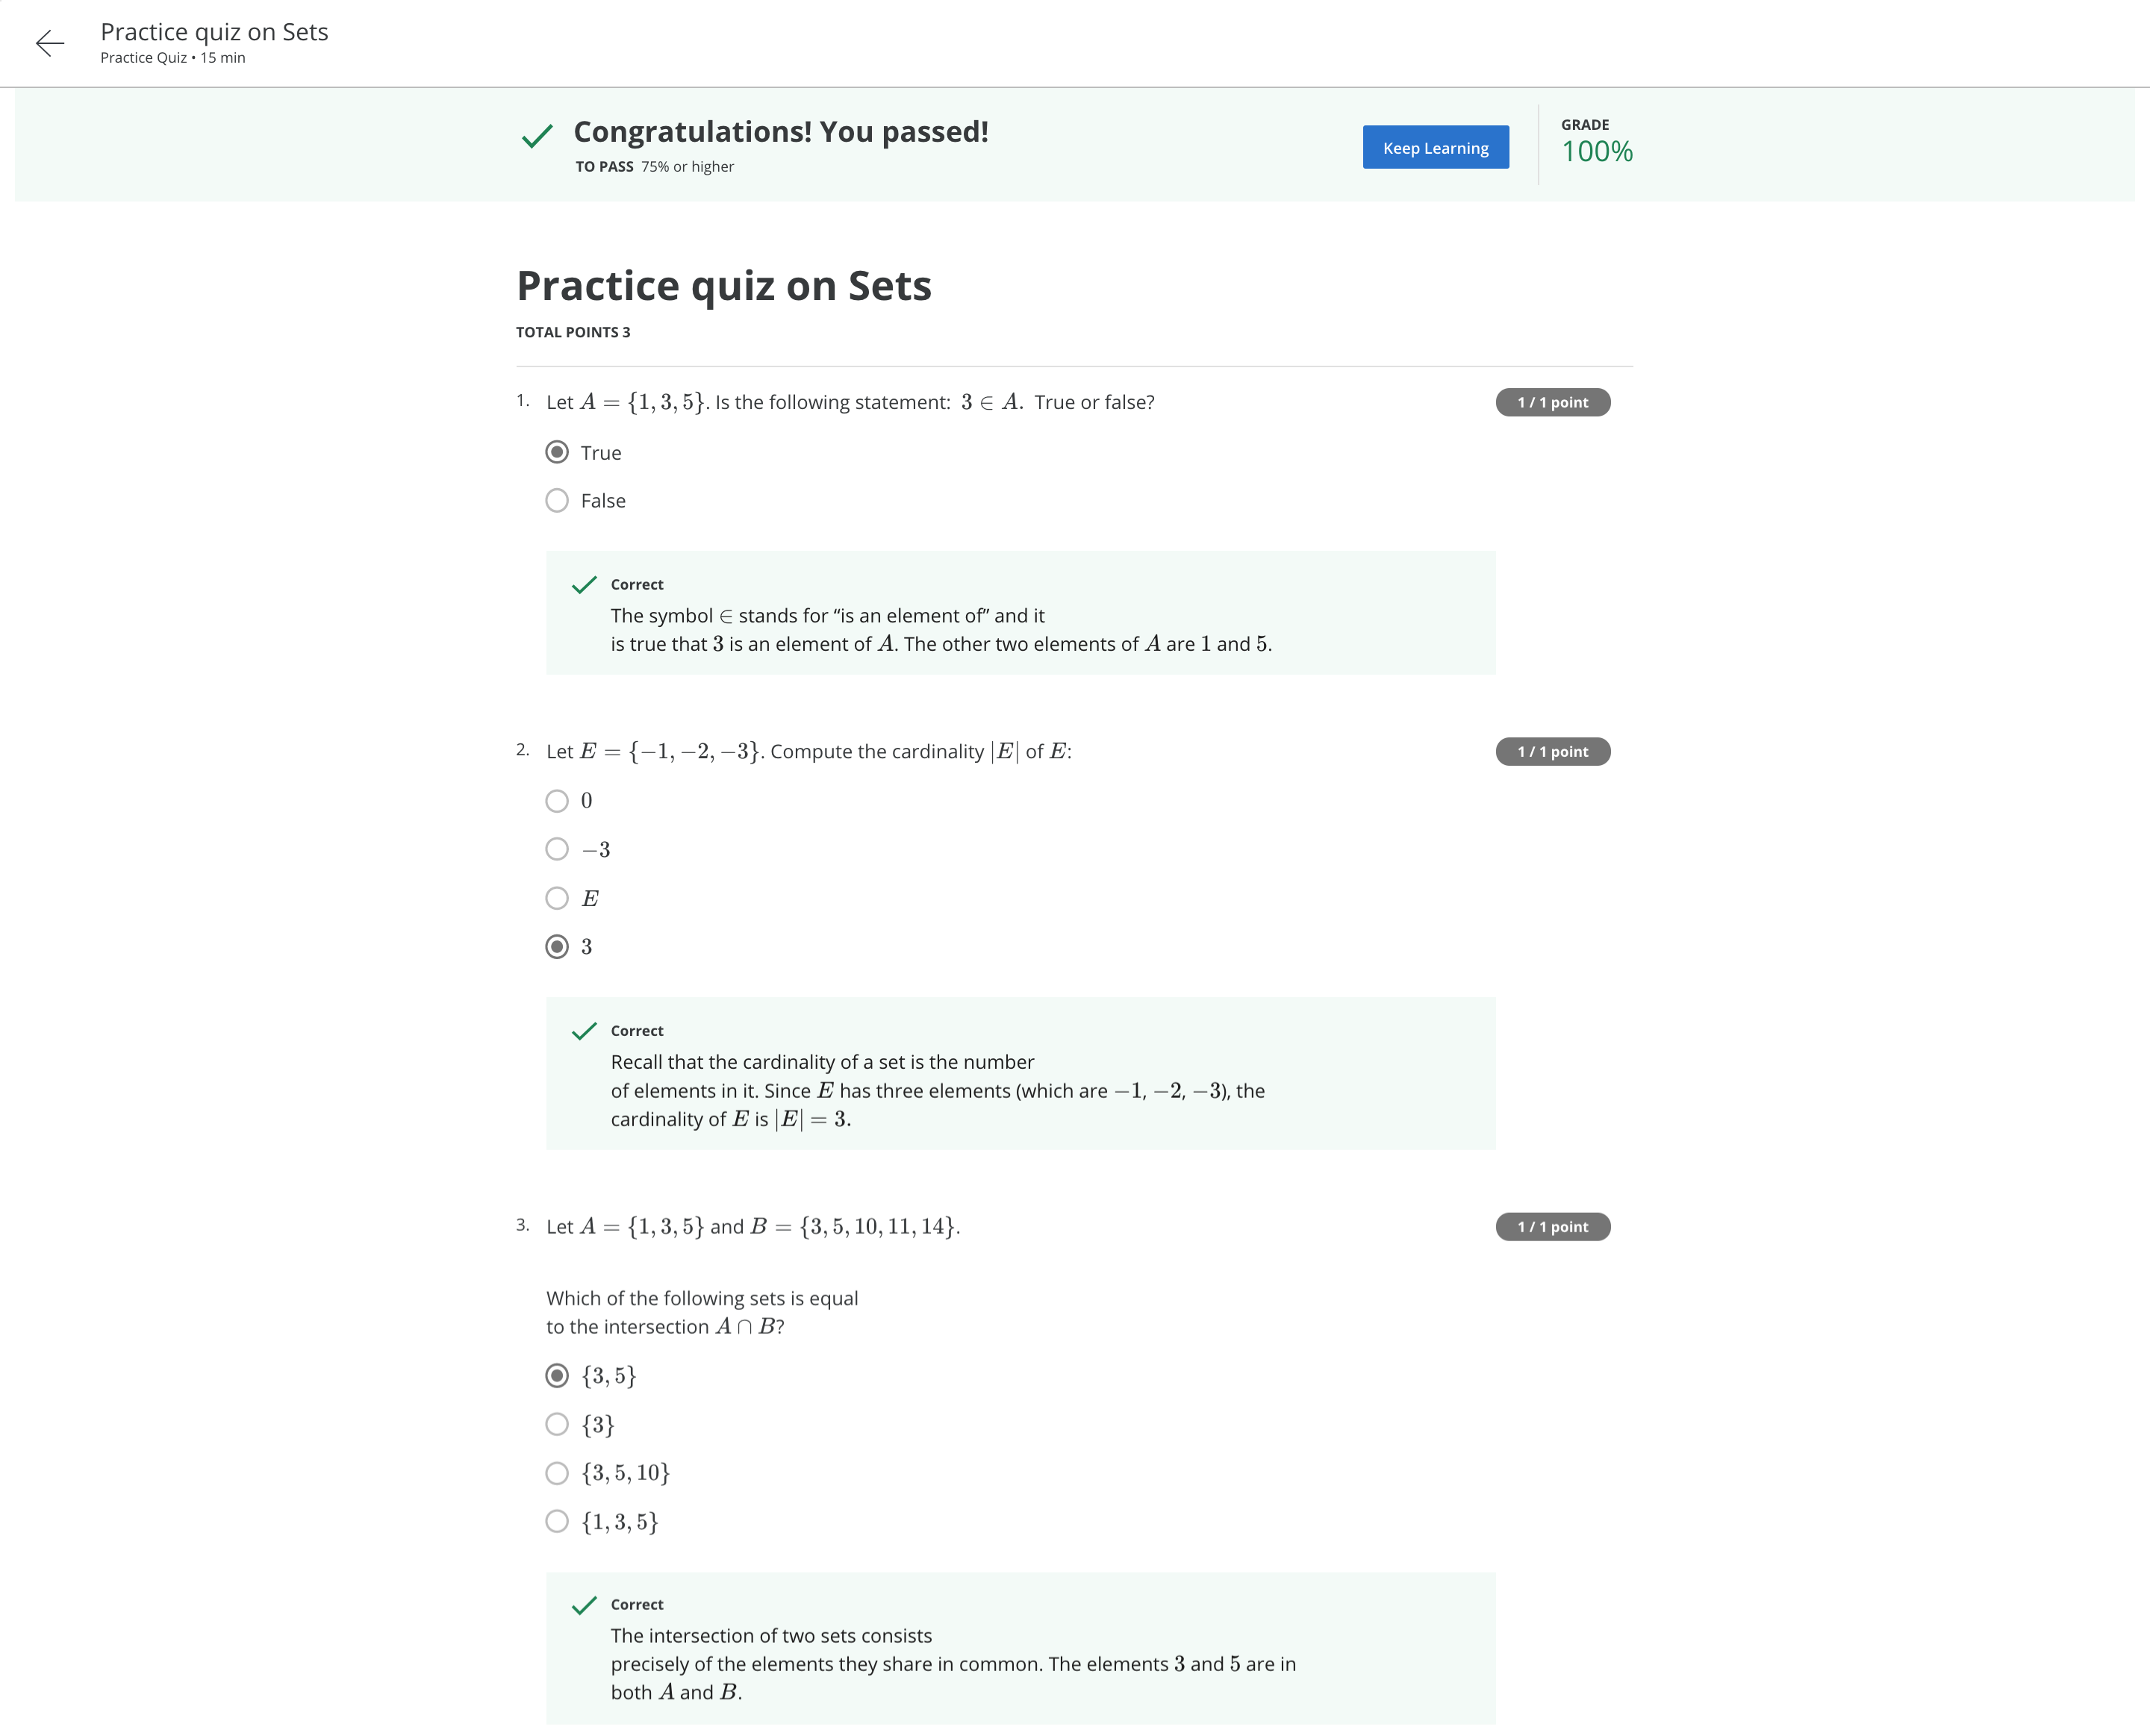 Practice quiz on Sets
Practice Quiz • 15 min
Congratulations! You passed!
TO PASS 75% or higher
Keep Learning
GRADE
100%
Practice quiz on Sets
TOTAL POINTS 3
1. Let A = {1, 3, 5}. Is the following statement: 3 ∈ A. True or false?
1 / 1 point
True
False
Correct
The symbol ∈ stands for “is an element of” and it
is true that 3 is an element of A. The other two elements of A are 1 and 5.
2. Let E = {−1, −2, −3}. Compute the cardinality |E| of E:
1 / 1 point
0
−3
E
3
Correct
Recall that the cardinality of a set is the number
of elements in it. Since E has three elements (which are −1, −2, −3), the
cardinality of E is |E| = 3.
3. Let A = {1, 3, 5} and B = {3, 5, 10, 11, 14}.
1 / 1 point
Which of the following sets is equal
to the intersection A ∩ B?
{3, 5}
{3}
{3, 5, 10}
{1, 3, 5}
Correct
The intersection of two sets consists
precisely of the elements they share in common. The elements 3 and 5 are in
both A and B.